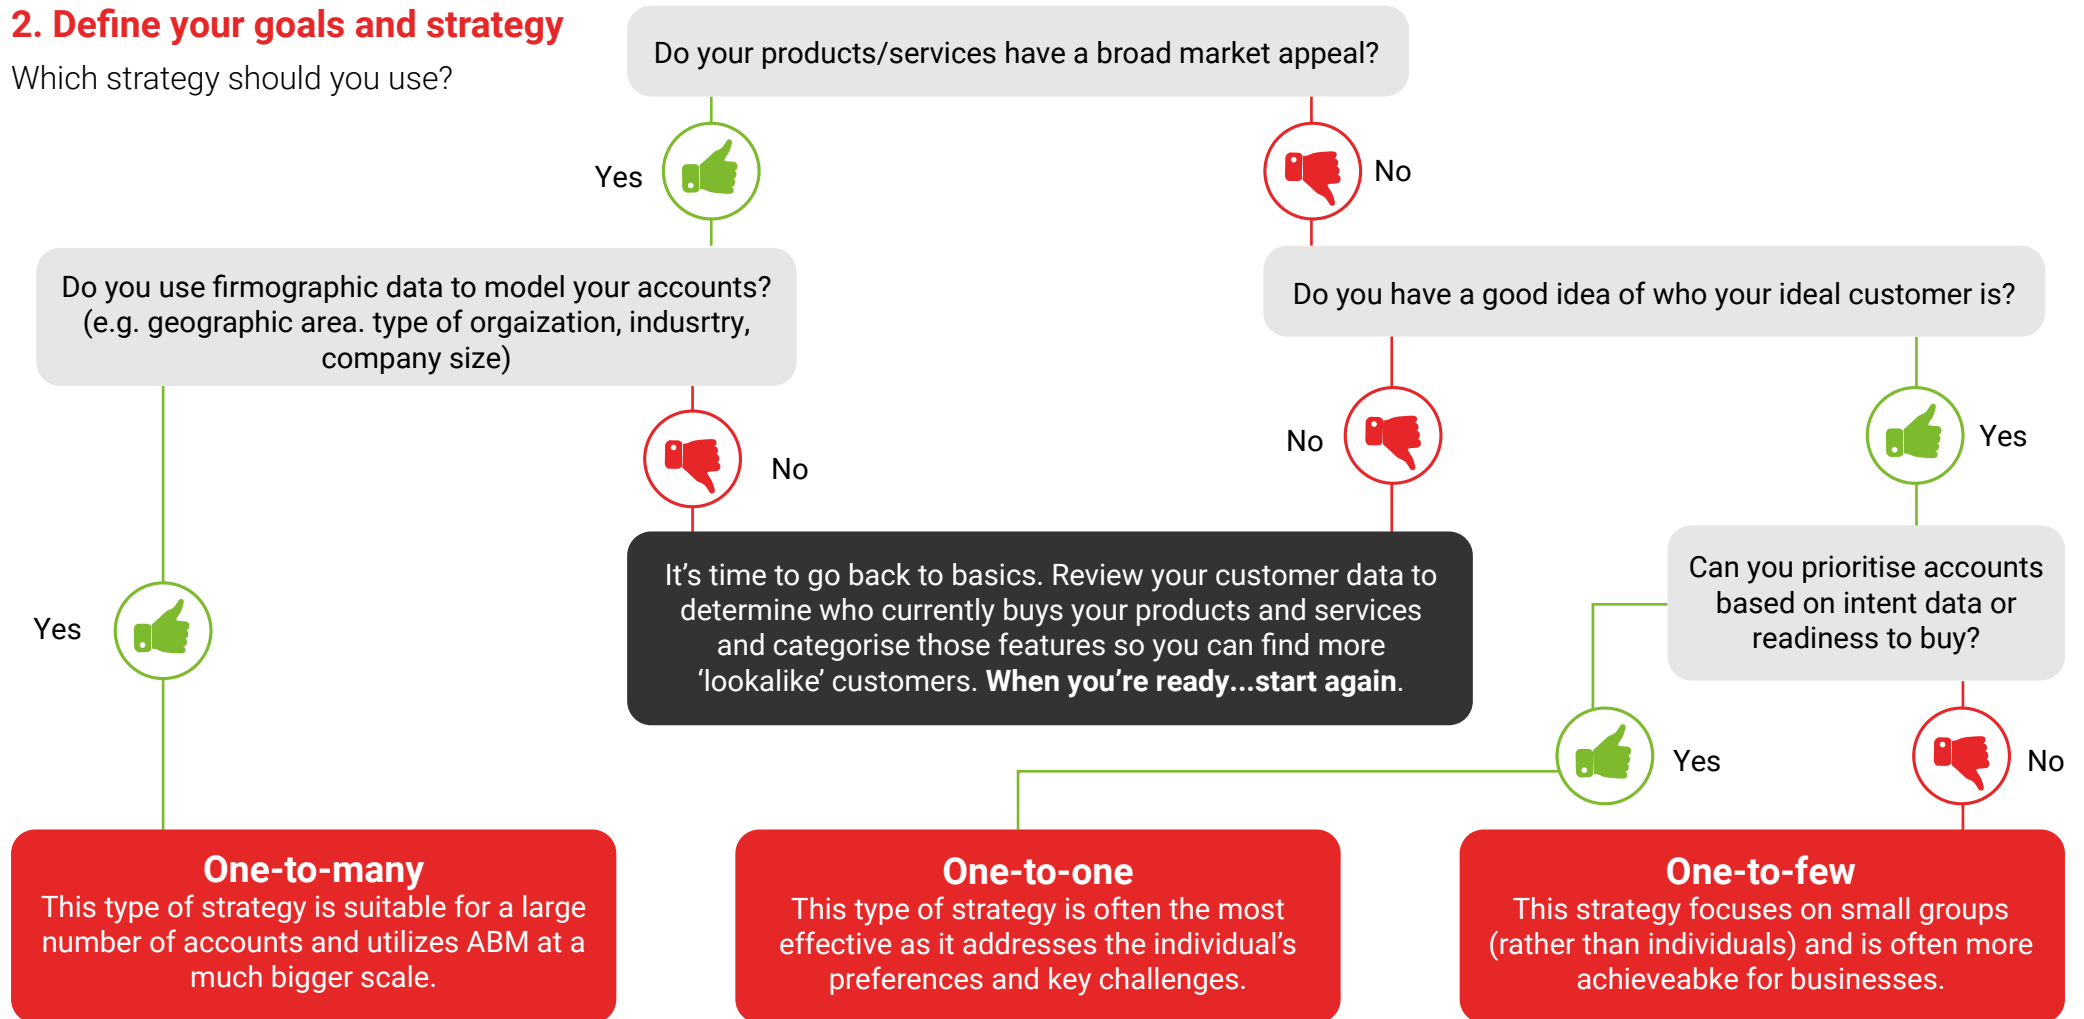 2. Define your goals and strategy
Which strategy should you use?
Do your products/services have a broad market appeal?
Yes
No
Do you use firmographic data to model your accounts?
(e.g. geographic area. type of orgaization, indusrtry,
company size)
Do you have a good idea of who your ideal customer is?
No
No
Yes
It’s time to go back to basics. Review your customer data to
determine who currently buys your products and services
and categorise those features so you can find more
‘lookalike’ customers. When you’re ready...start again.
Can you prioritise accounts
based on intent data or
readiness to buy?
Yes
Yes
No
One-to-many
This type of strategy is suitable for a large
number of accounts and utilizes ABM at a
much bigger scale.
One-to-one
This type of strategy is often the most
effective as it addresses the individual’s
preferences and key challenges.
One-to-few
This strategy focuses on small groups
(rather than individuals) and is often more
achieveabke for businesses.